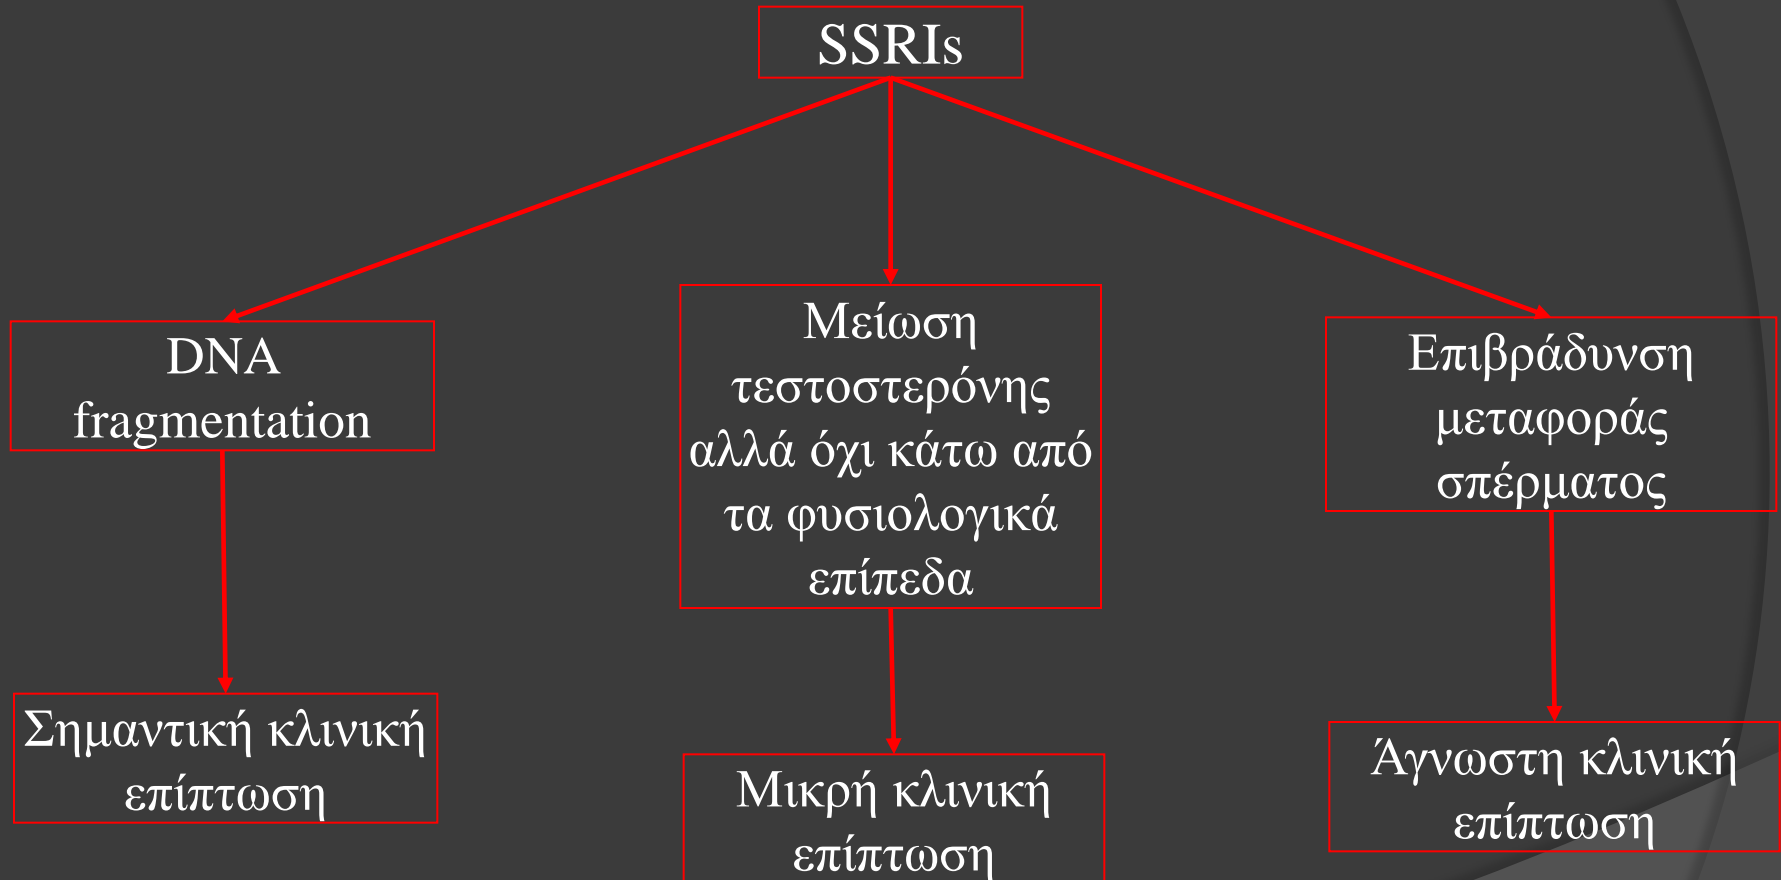 SSRIs
DNA
fragmentation
Μείωση
τεστοστερόνης
αλλά όχι κάτω από
τα φυσιολογικά
επίπεδα
Επιβράδυνση
μεταφοράς
σπέρματος
Σημαντική κλινική
επίπτωση
Μικρή κλινική
επίπτωση
Άγνωστη κλινική
επίπτωση